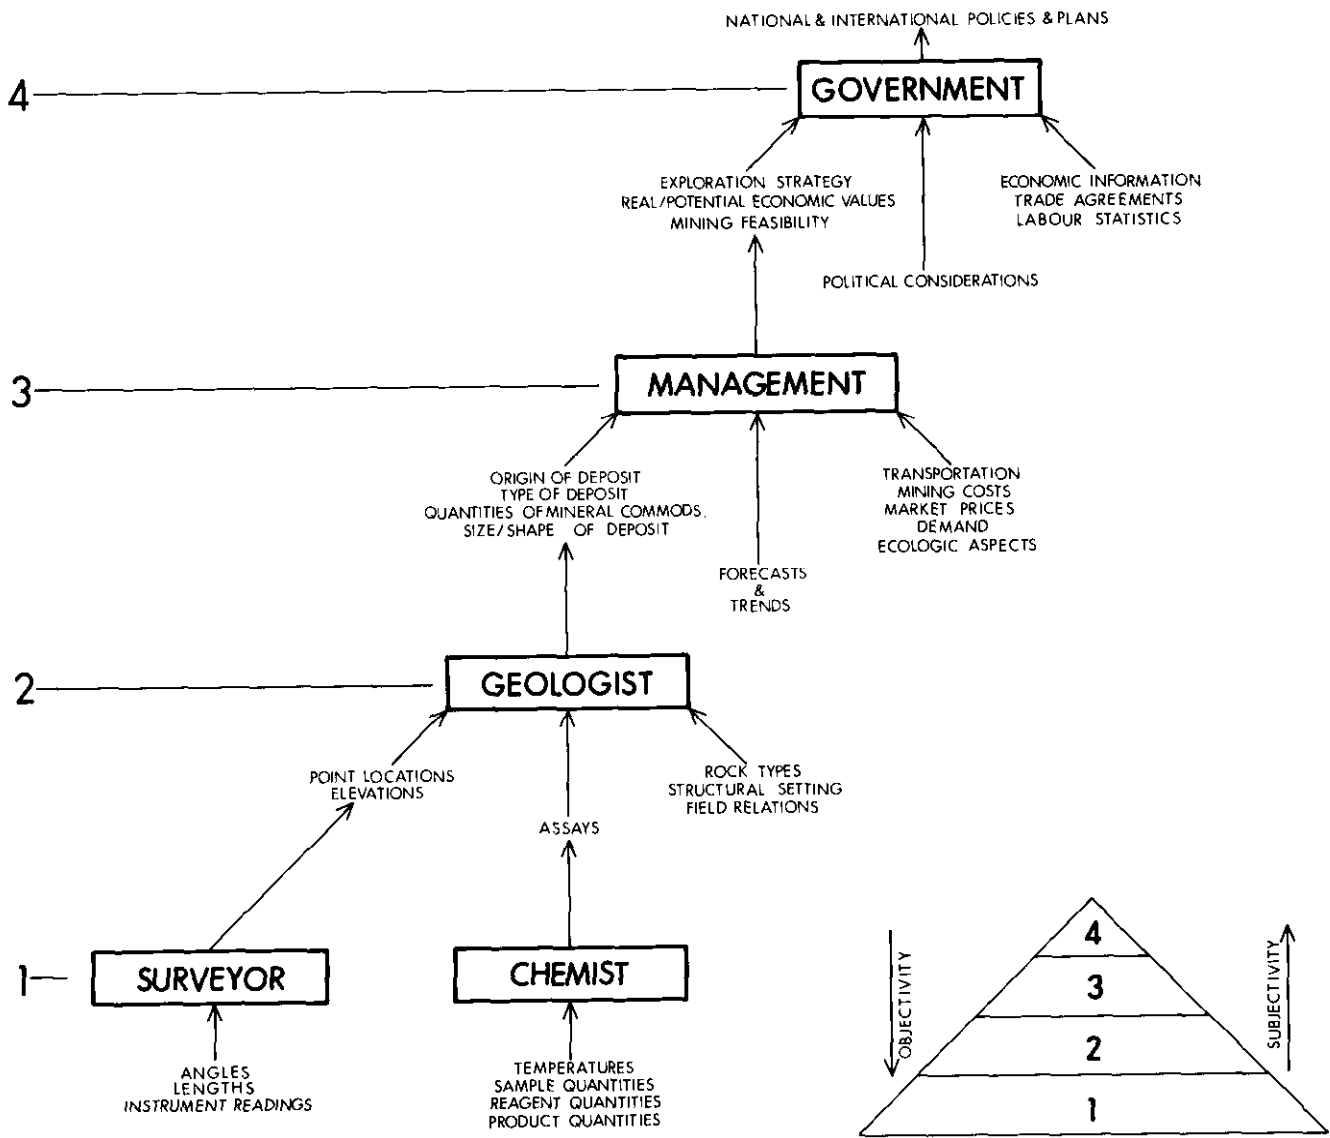 NATIONAL & INTERNATIONAL POLICIES & PLANS
4
GOVERNMENT
EXPLORATION STRATEGY
REAL/POTENTIAL ECONOMIC VALUES
MINING FEASIBILITY
ECONOMIC INFORMATION
TRADE AGREEMENTS
LABOUR STATISTICS
POLITICAL CONSIDERATIONS
3
MANAGEMENT
ORIGIN OF DEPOSIT
TYPE OF DEPOSIT
QUANTITIES OF MINERAL COMMODS.
SIZE/SHAPE OF DEPOSIT
TRANSPORTATION
MINING COSTS
MARKET PRICES
DEMAND
ECOLOGIC ASPECTS
FORECASTS
&
TRENDS
2
GEOLOGIST
POINT LOCATIONS
ELEVATIONS
ROCK TYPES
STRUCTURAL SETTING
FIELD RELATIONS
ASSAYS
1
SURVEYOR
CHEMIST
ANGLES
LENGTHS
INSTRUMENT READINGS
TEMPERATURES
SAMPLE QUANTITIES
REAGENT QUANTITIES
PRODUCT QUANTITIES
OBJECTIVITY
4
3
2
1
SUBJECTIVITY